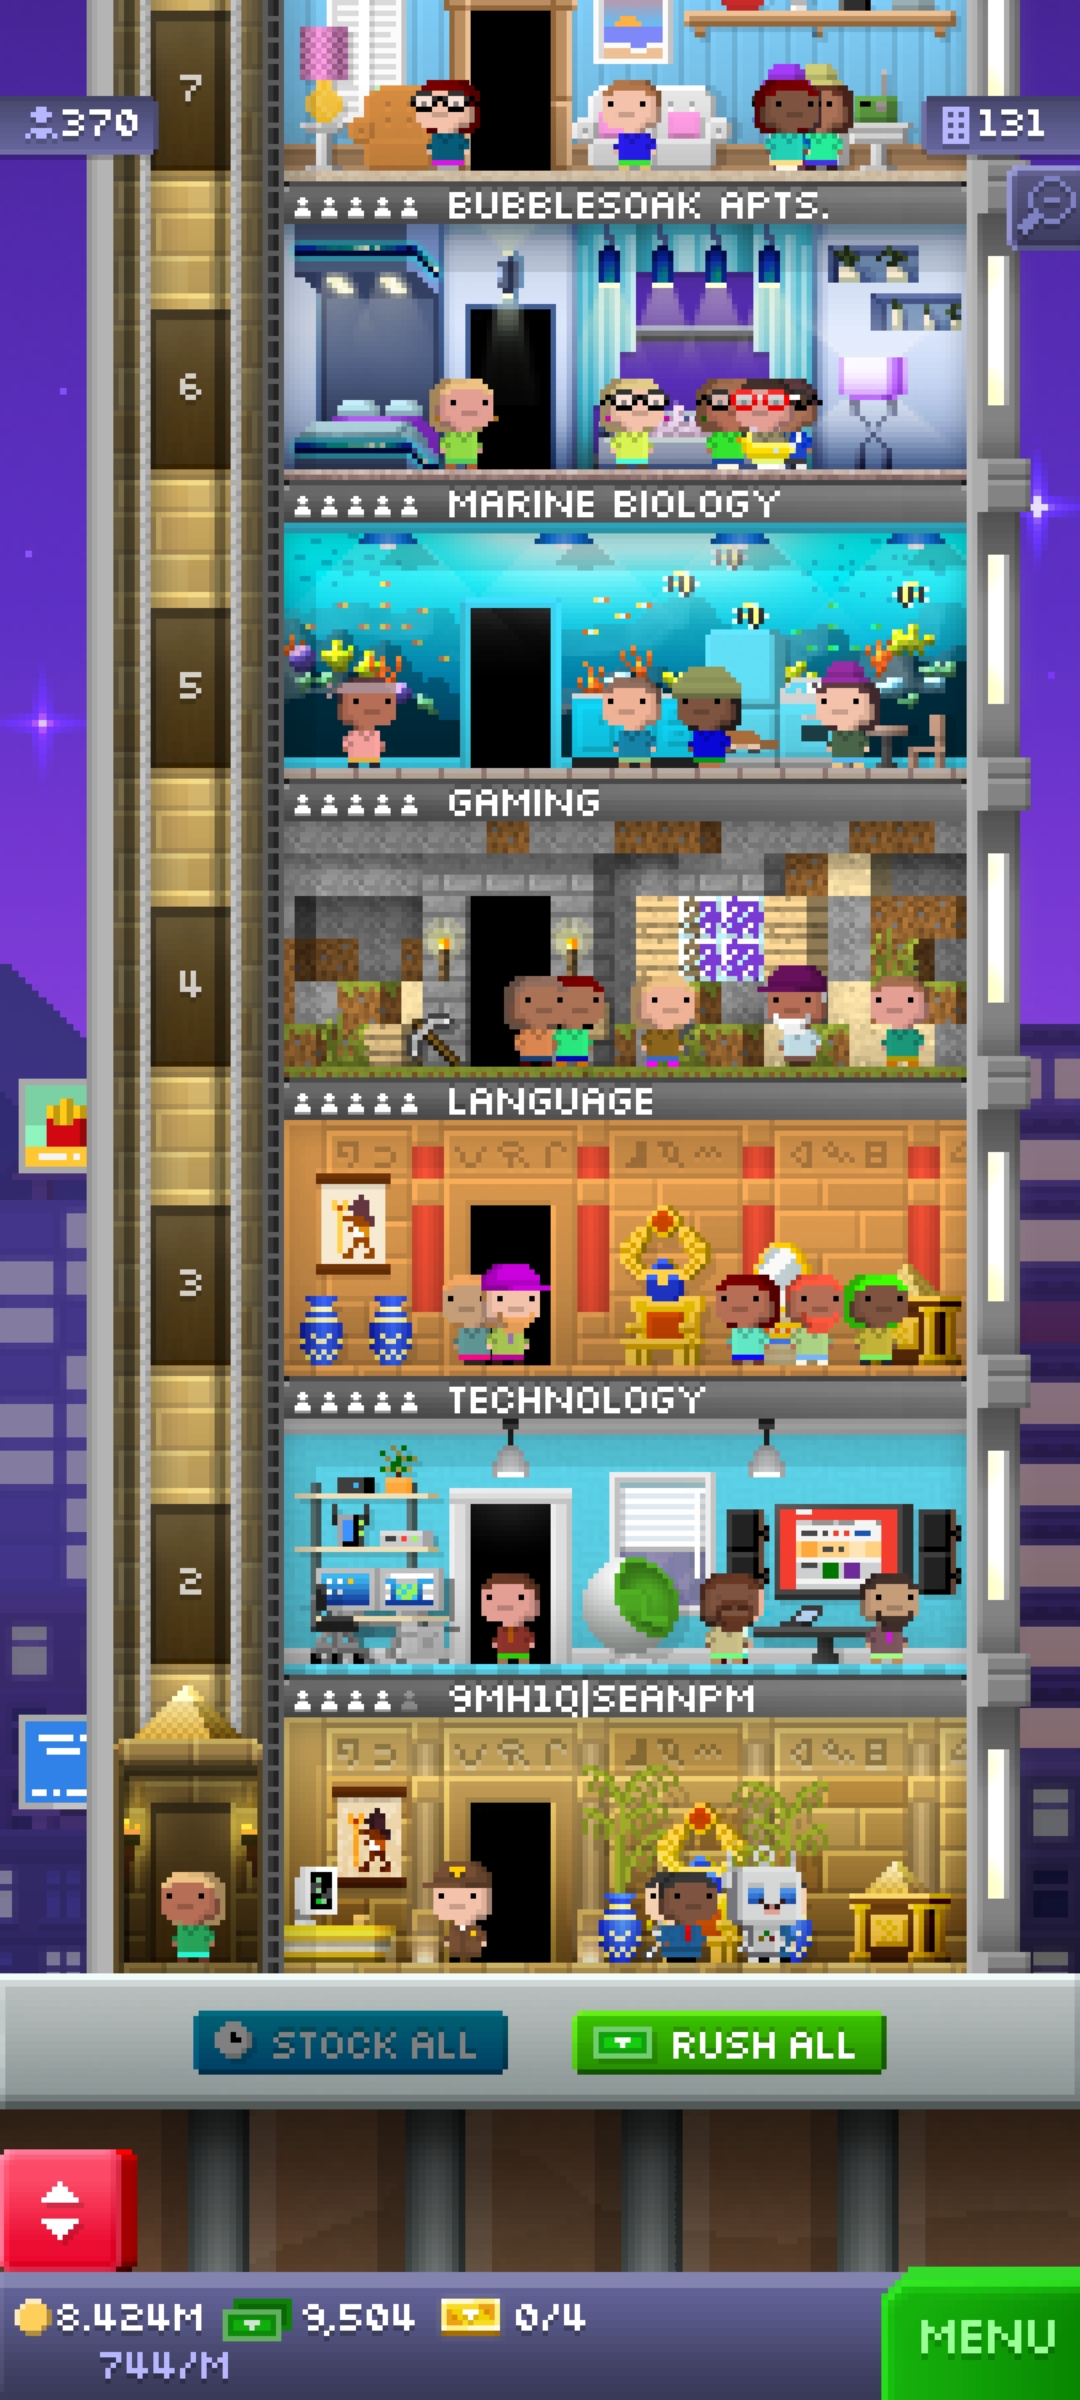 7
370
131
BUBBLESOAK APTS.
6
MARINE BIOLOGY
5
GAMING
4
LANGUAGE
3
TECHNOLOGY
2
9MH1Q|SEANPM
STOCK ALL
RUSH ALL
8.424M 9,504 0/4
744/M
MENU